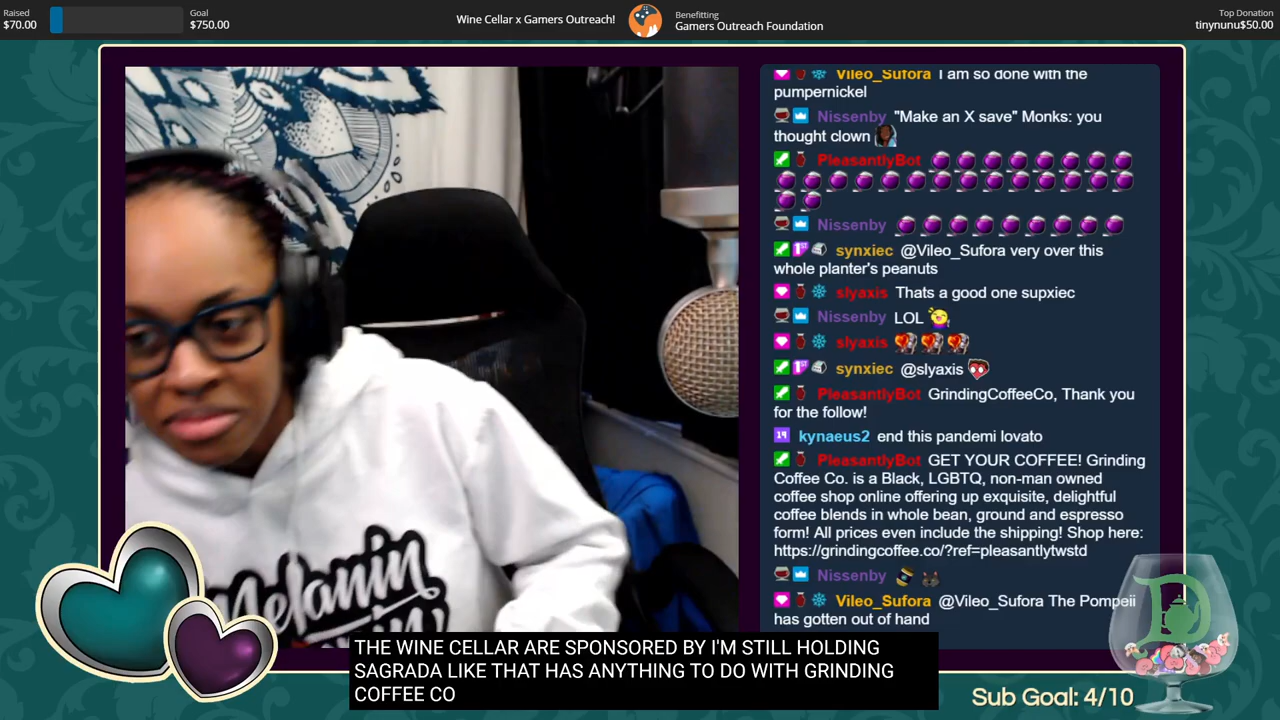 Raised
$70.00
Goal
$750.00
Wine Cellar x Gamers Outreach!
Benefitting
Gamers Outreach Foundation
Top Donation
tinynunu$50.00
Vileo_Sufora I am so done with the
pumpernickel
Nissenby "Make an X save" Monks: you
thought clown
PleasantlyBot
Nissenby
synxiec @Vileo_Sufora very over this
whole planter's peanuts
slyaxis Thats a good one supxiec
Nissenby LOL
slyaxis
synxiec @slyaxis
PleasantlyBot GrindingCoffeeCo, Thank you
for the follow!
kynaeus2 end this pandemi lovato
PleasantlyBot GET YOUR COFFEE! Grinding
Coffee Co. is a Black, LGBTQ, non-man owned
coffee shop online offering up exquisite, delightful
coffee blends in whole bean, ground and espresso
form! All prices even include the shipping! Shop here:
https://grindingcoffee.co/?ref=pleasantlytwstd
Nissenby
Vileo_Sufora @Vileo_Sufora The Pompeii
has gotten out of hand
Melanin
THE WINE CELLAR ARE SPONSORED BY I'M STILL HOLDING
SAGRADA LIKE THAT HAS ANYTHING TO DO WITH GRINDING
COFFEE CO
D
Sub Goal: 4/10